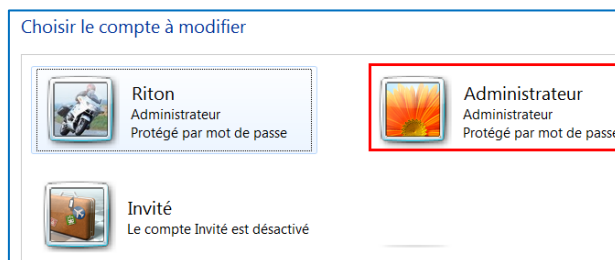 Choisir le compte à modifier
Riton
Administrateur
Protégé par mot de passe
Administrateur
Administrateur
Protégé par mot de passe
Invité
Le compte Invité est désactivé